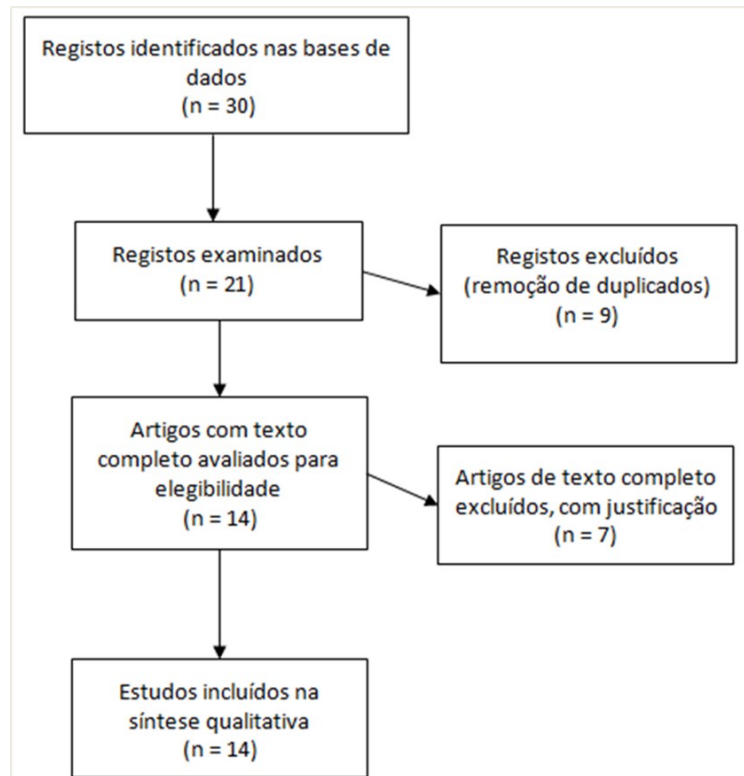 Registos identificados nas bases de
dados
(n = 30)
Registos examinados
(n = 21)
Registos excluídos
(remoção de duplicados)
(n = 9)
Artigos com texto
completo avaliados para
elegibilidade
(n = 14)
Artigos de texto completo
excluídos, com justificação
(n = 7)
Estudos incluídos na
síntese qualitativa
(n = 14)